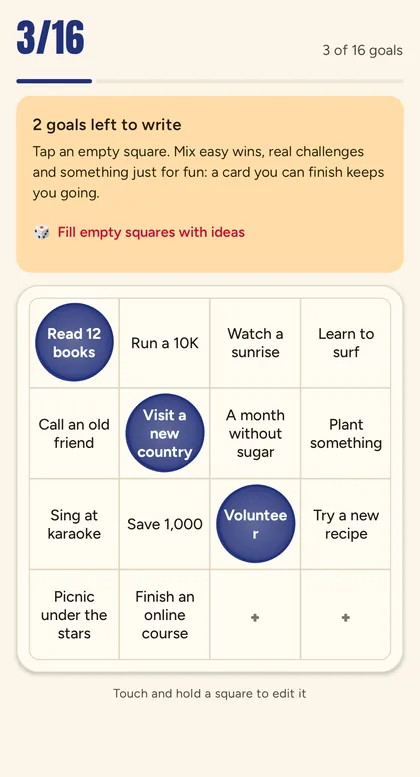 3/16
3 of 16 goals
2 goals left to write
Tap an empty square. Mix easy wins, real challenges
and something just for fun: a card you can finish keeps
you going.
Fill empty squares with ideas
Read 12
books
Run a 10K
Watch a
sunrise
Learn to
surf
Call an old
friend
Visit a
new
country
A month
without
sugar
Plant
something
Sing at
karaoke
Save 1,000
Voluntee
r
Try a new
recipe
Picnic
under the
stars
Finish an
online
course
+
+
Touch and hold a square to edit it